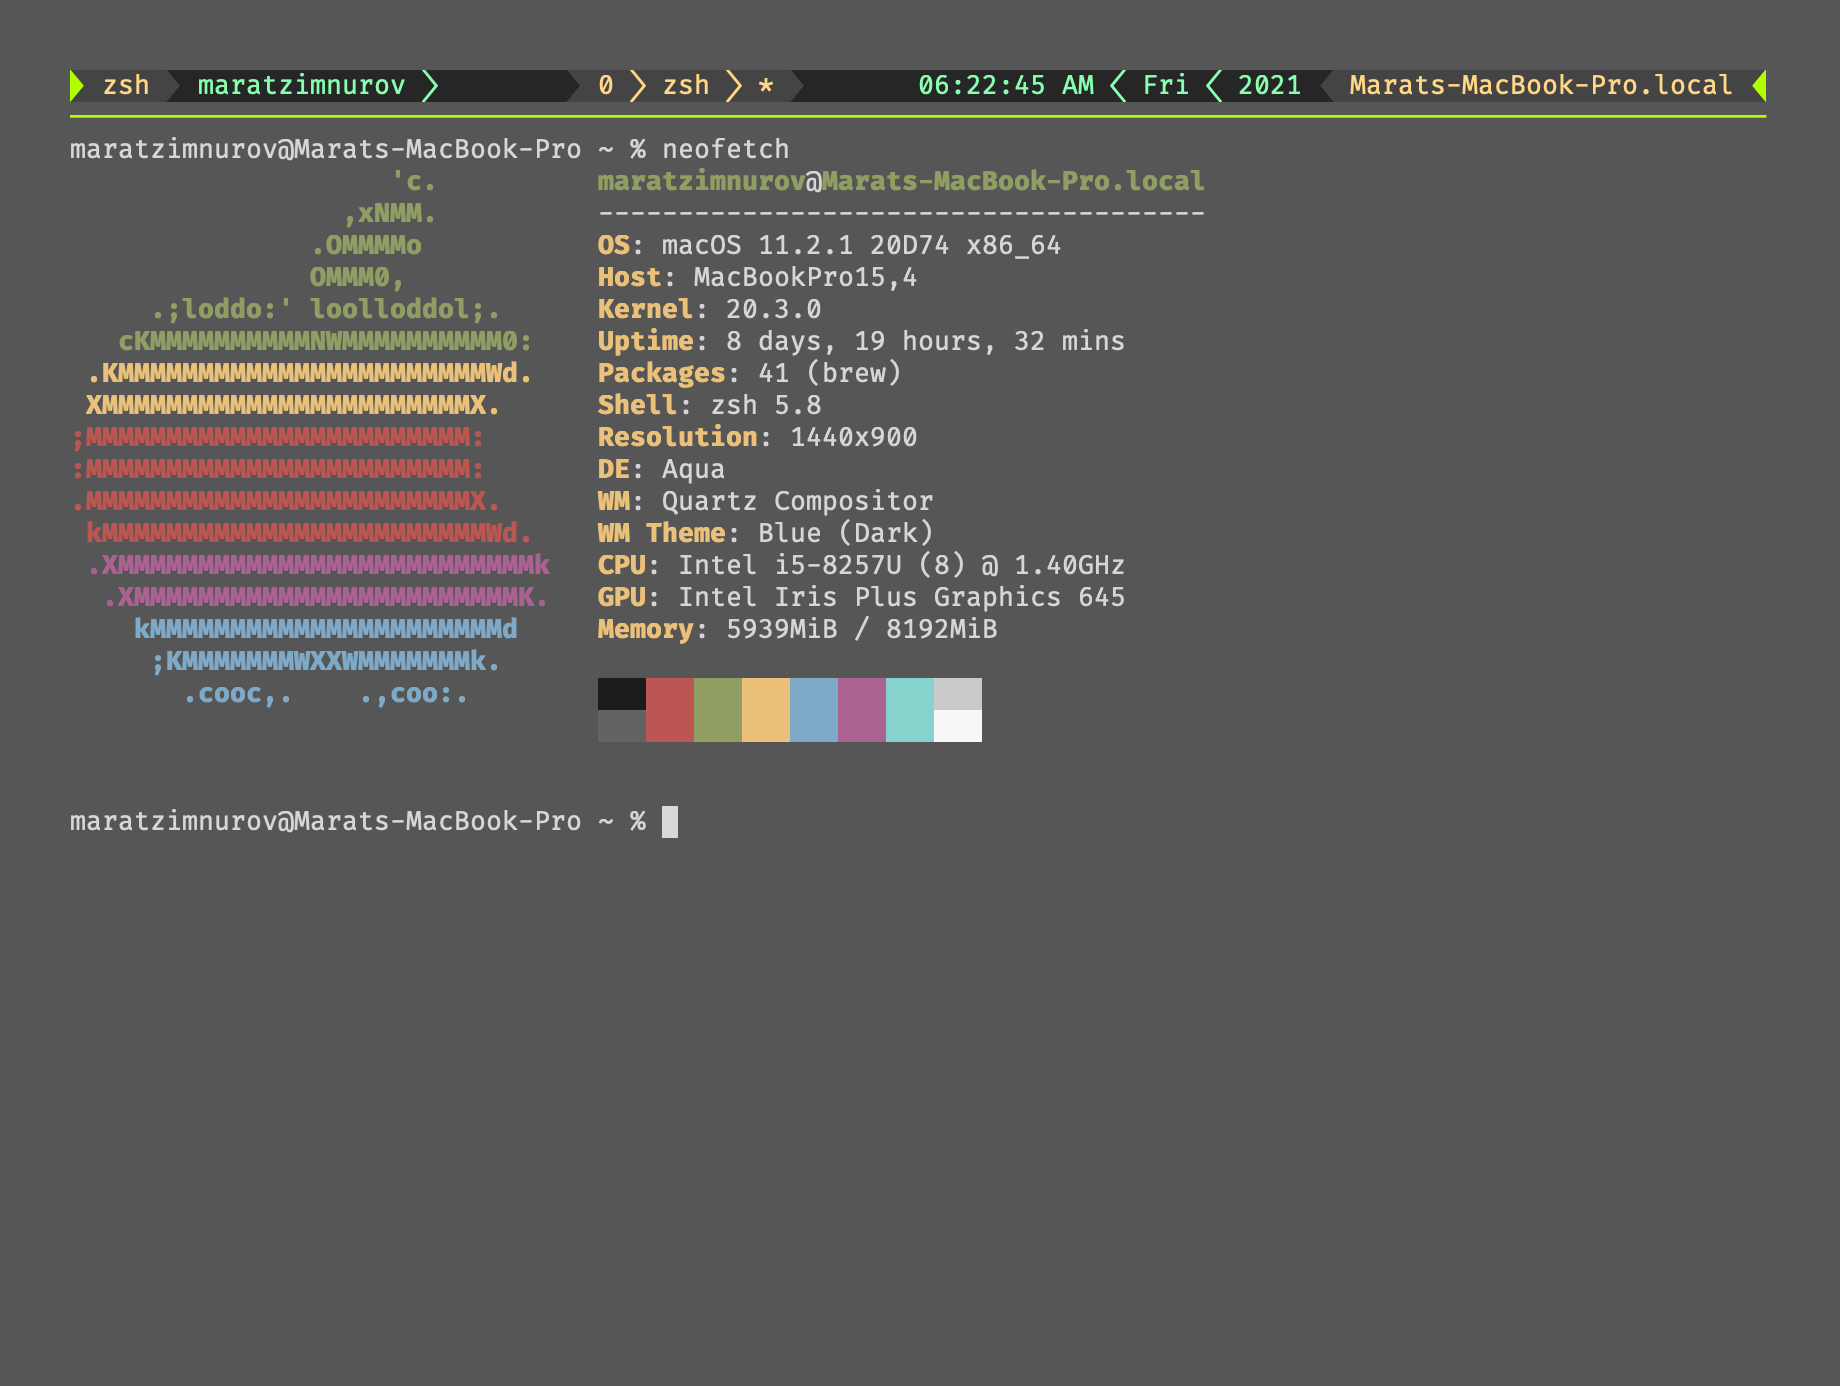 zsh maratzimnurov 0 zsh * 06:22:45 AM Fri 2021 Marats-MacBook-Pro.local
maratzimnurov@Marats-MacBook-Pro ~ % neofetch
                    'c.          maratzimnurov@Marats-MacBook-Pro.local
                 ,xNMM.          --------------------------------------
               .OMMMMo           OS: macOS 11.2.1 20D74 x86_64
               OMMM0,            Host: MacBookPro15,4
     .;loddo:' loolloddol;.      Kernel: 20.3.0
   cKMMMMMMMMMMNWMMMMMMMMMM0:    Uptime: 8 days, 19 hours, 32 mins
 .KMMMMMMMMMMMMMMMMMMMMMMMWd.    Packages: 41 (brew)
 XMMMMMMMMMMMMMMMMMMMMMMMX.      Shell: zsh 5.8
;MMMMMMMMMMMMMMMMMMMMMMMM:       Resolution: 1440x900
:MMMMMMMMMMMMMMMMMMMMMMMM:       DE: Aqua
.MMMMMMMMMMMMMMMMMMMMMMMMX.      WM: Quartz Compositor
 kMMMMMMMMMMMMMMMMMMMMMMMMWd.    WM Theme: Blue (Dark)
 .XMMMMMMMMMMMMMMMMMMMMMMMMMMk   CPU: Intel i5-8257U (8) @ 1.40GHz
  .XMMMMMMMMMMMMMMMMMMMMMMMMK.   GPU: Intel Iris Plus Graphics 645
    kMMMMMMMMMMMMMMMMMMMMMMd     Memory: 5939MiB / 8192MiB
     ;KMMMMMMMWXXWMMMMMMMk.
       .cooc,.    .,coo:.
maratzimnurov@Marats-MacBook-Pro ~ %